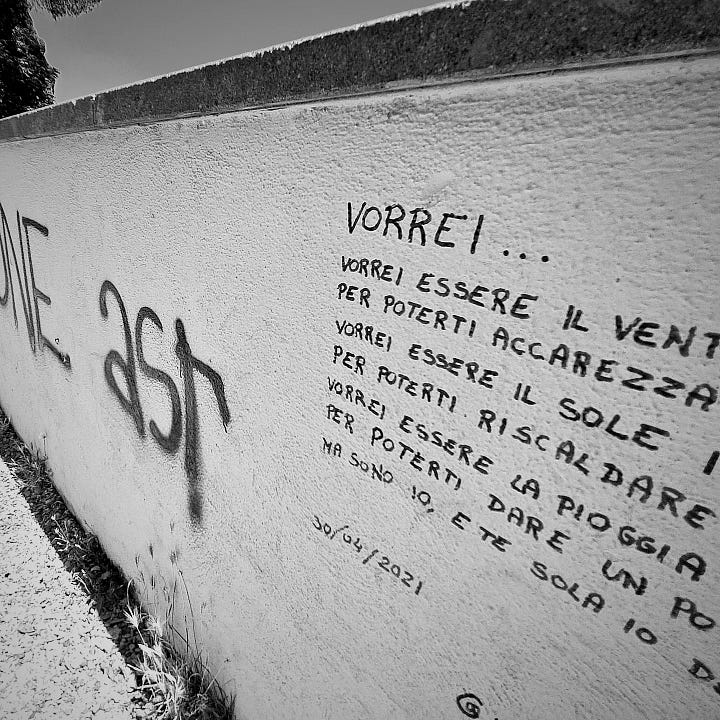 ONE
VORREI...
VORREI ESSERE IL VENT
PER POTERTI ACCAREZZA
VORREI ESSERE IL SOLE
PER POTERTI RISCALDARE
VORREI ESSERE LA PIOGGIA
PER POTERTI DARE UN PO
MA SONO IO, E TE SOLA IO
30/04/2021